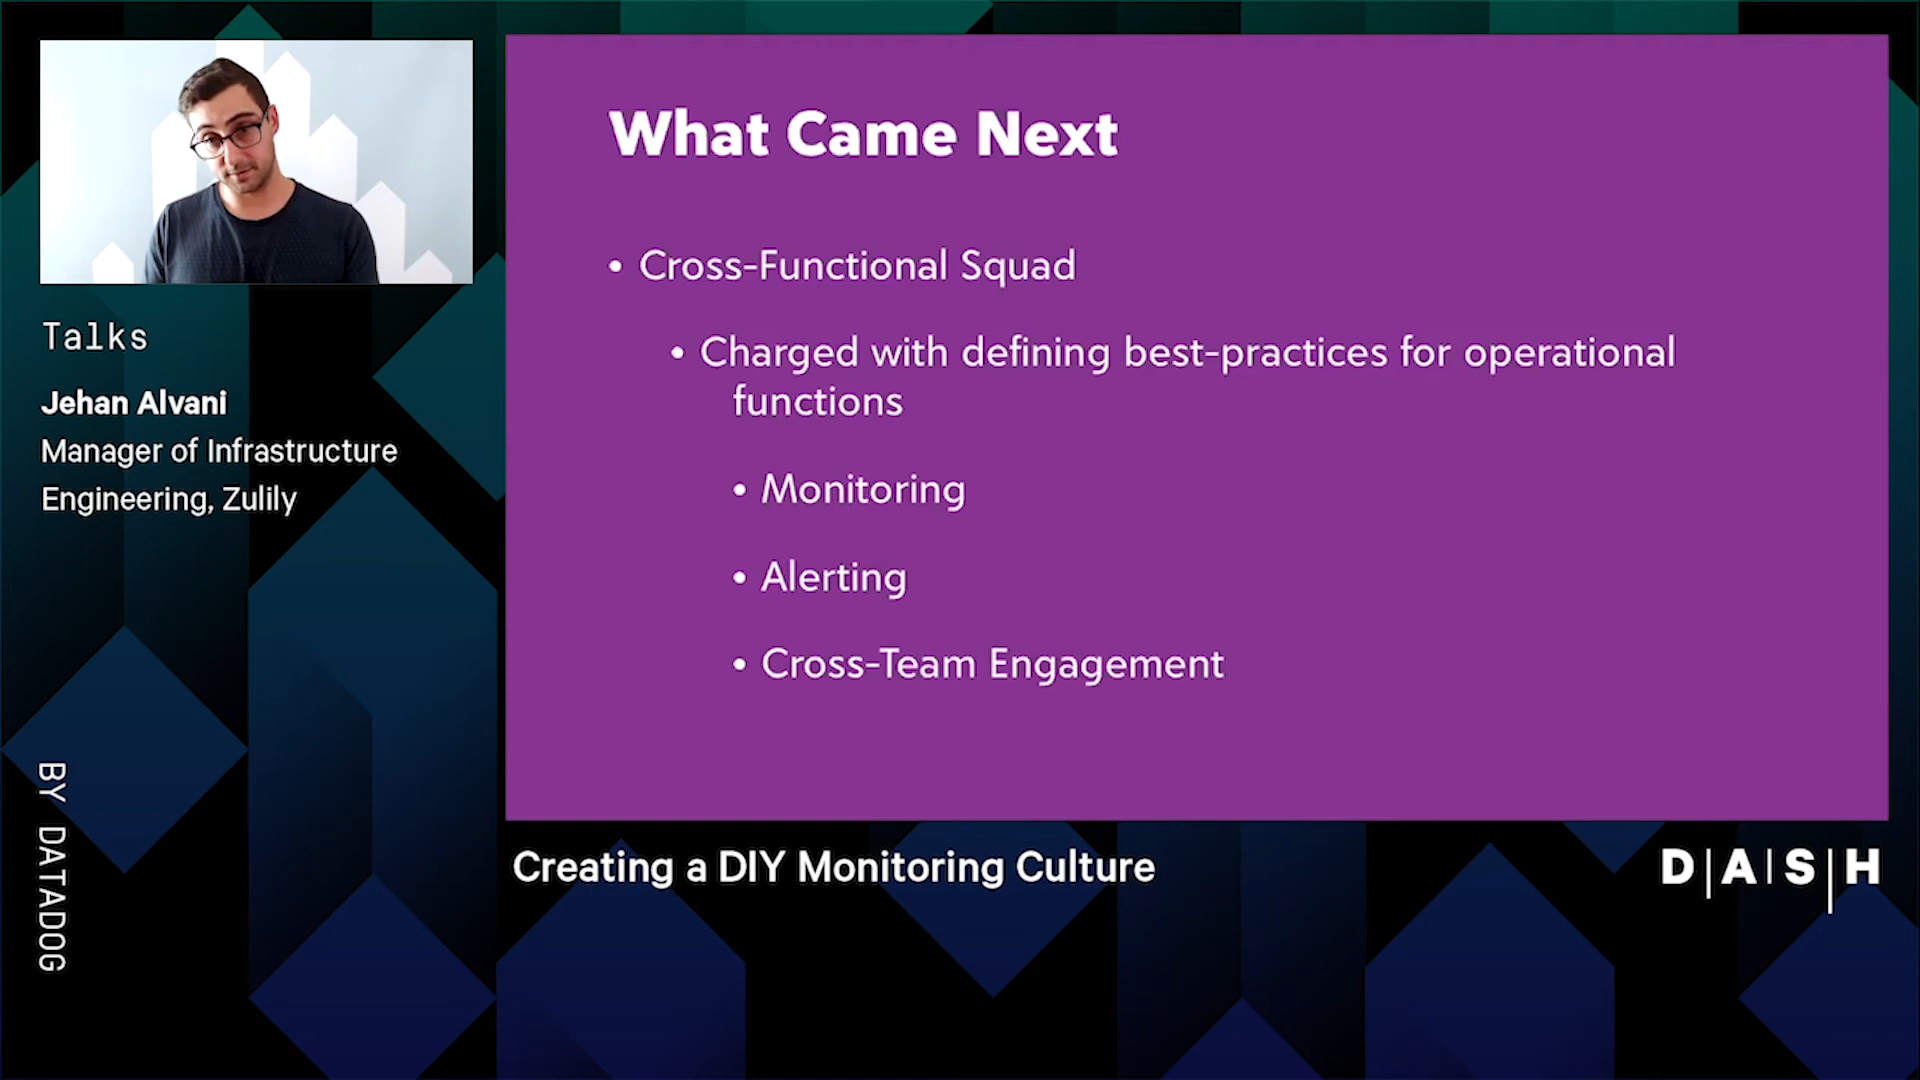 Talks
Jehan Alvani
Manager of Infrastructure
Engineering, Zulily
BY DATADOG
What Came Next
• Cross-Functional Squad
• Charged with defining best-practices for operational
functions
• Monitoring
• Alerting
• Cross-Team Engagement
Creating a DIY Monitoring Culture
D|A|S|H